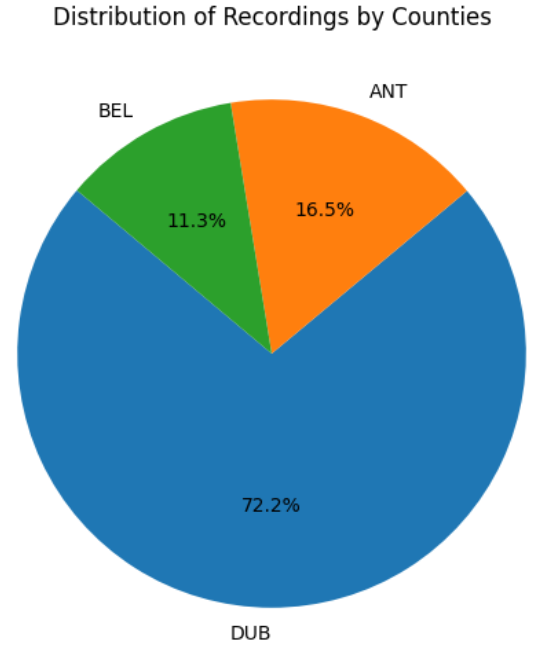 Distribution of Recordings by Counties
ANT
BEL
16.5%
11.3%
72.2%
DUB